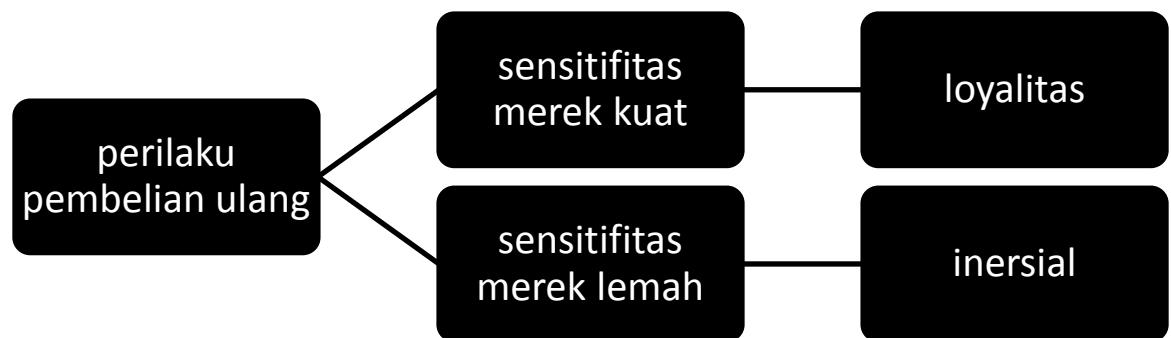 perilaku
pembelian ulang
sensitifitas
merek kuat
loyalitas
sensitifitas
merek lemah
inersial